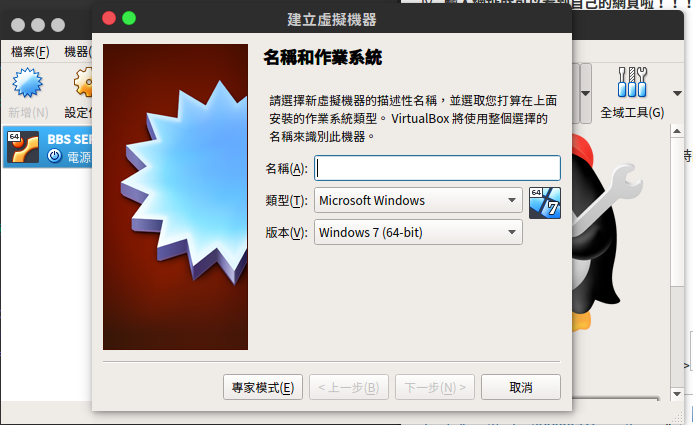 自己的網頁啦！！！
建立虛擬機器
檔案(F) 機器(
新增(N)
設定
全域工具(G)
64
BBS SE
電源
名稱和作業系統
請選擇新虛擬機器的描述性名稱，並選取您打算在上面
安裝的作業系統類型。 VirtualBox 將使用整個選擇的
名稱來識別此機器。
名稱(A):
類型(T): Microsoft Windows
64
7
版本(V): Windows 7 (64-bit)
專家模式(E) < 上一步(B) 下一步(N) > 取消